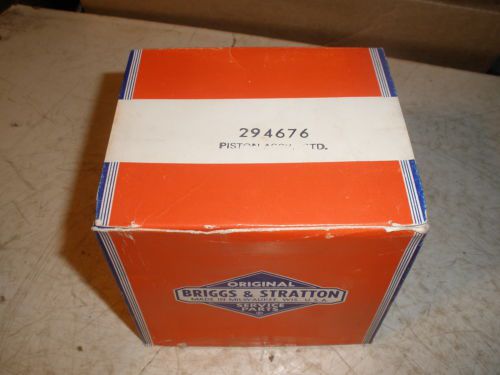 294676
PISTON ASSY. STD.
ORIGINAL
BRIGGS & STRATTON
MADE IN MILWAUKEE, WIS. U.S.A.
SERVICE
PARTS